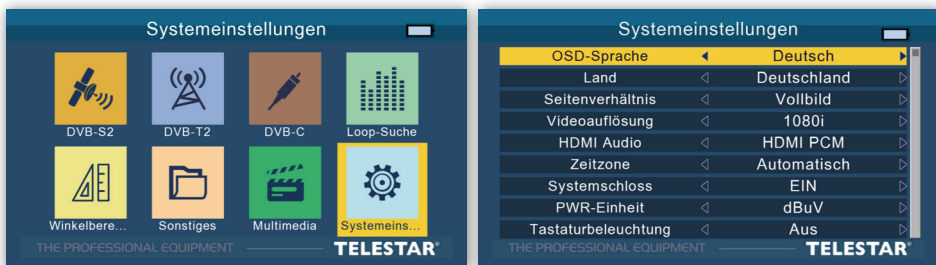 Systemeinstellungen
DVB-S2 DVB-T2 DVB-C Loop-Suche
Winkelbere... Sonstiges Multimedia Systemeins...
THE PROFESSIONAL EQUIPMENT TELESTAR®
Systemeinstellungen
OSD-Sprache Deutsch
Land Deutschland
Seitenverhältnis Vollbild
Videoauflösung 1080i
HDMI Audio HDMI PCM
Zeitzone Automatisch
Systemschloss EIN
PWR-Einheit dBuV
Tastaturbeleuchtung Aus
THE PROFESSIONAL EQUIPMENT TELESTAR®